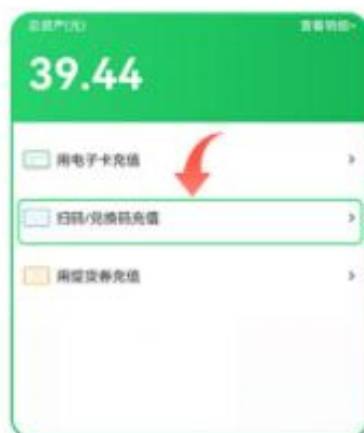 总资产(元)
查看明细
39.44
用电子卡充值
扫码/兑换码充值
用提货券充值